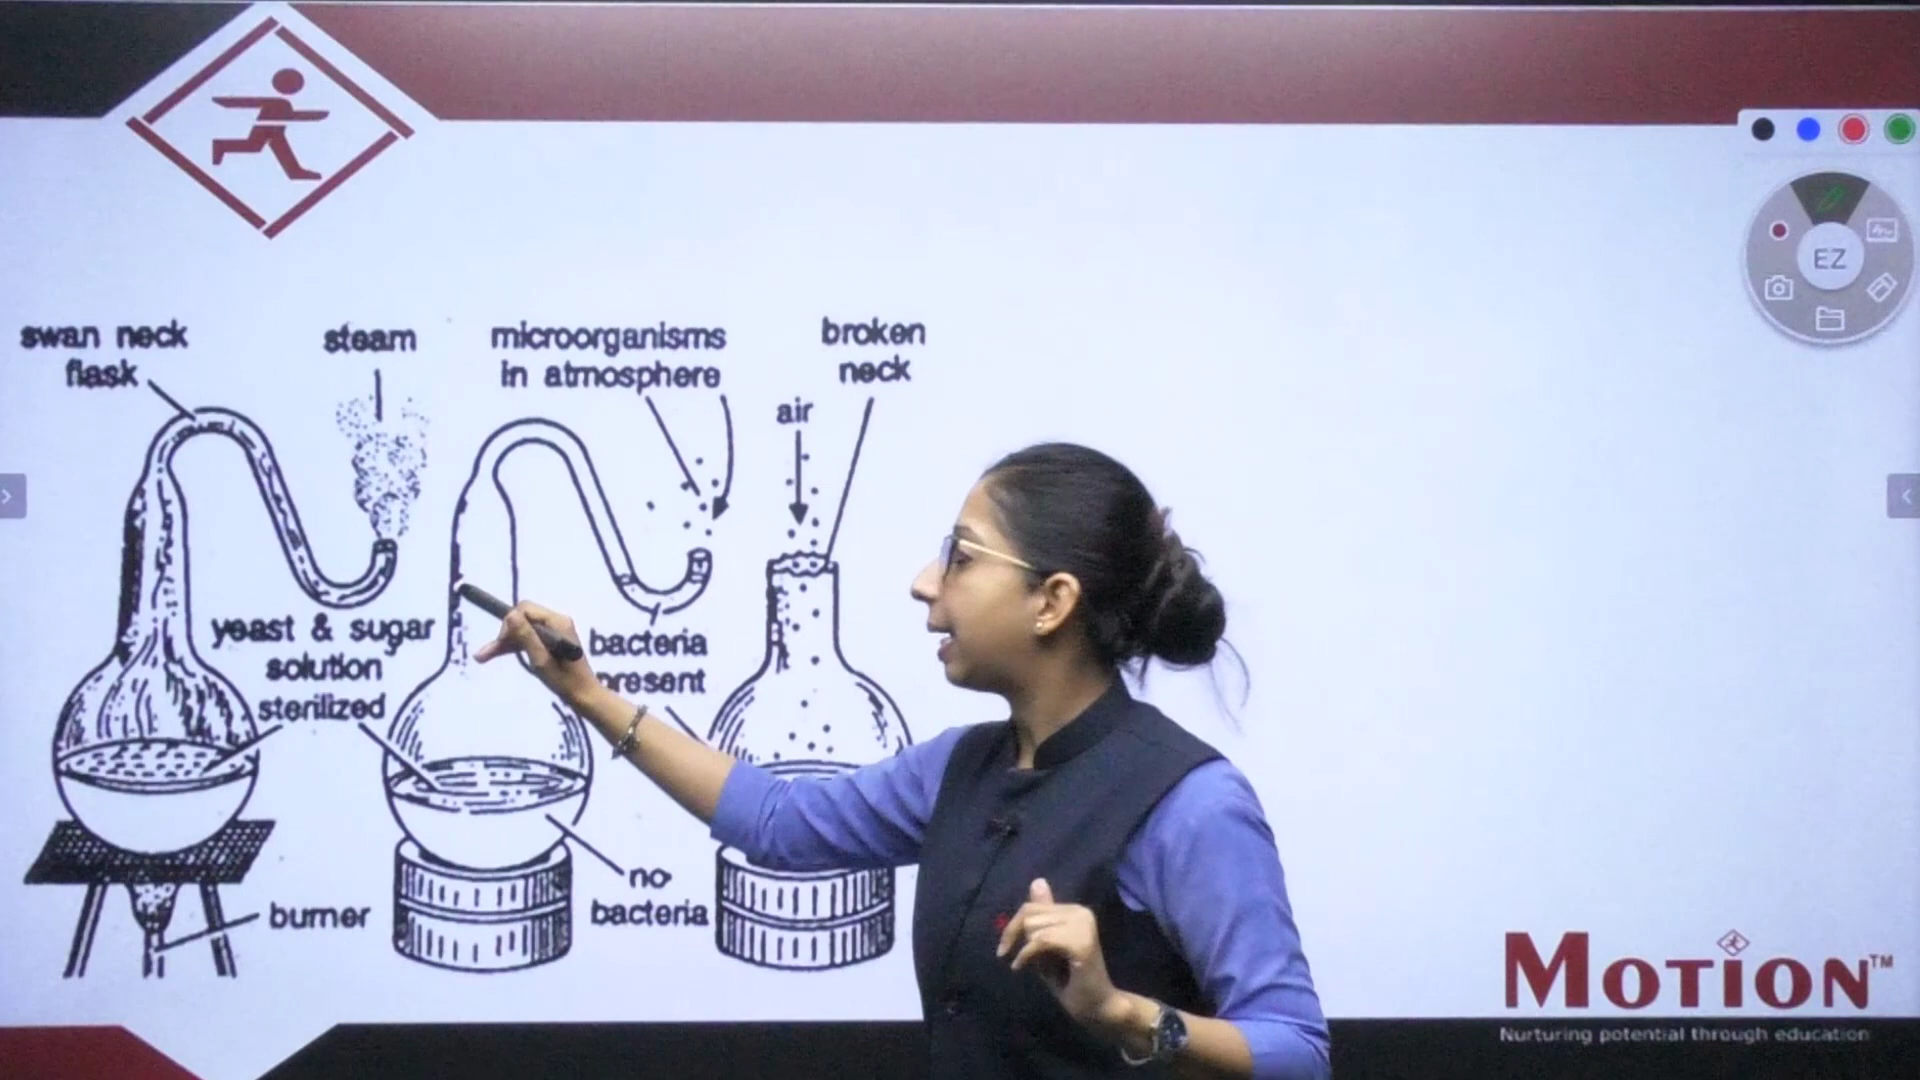 EZ
swan neck
flask
steam
microorganisms
in atmosphere
broken
neck
air
yeast & sugar
solution
sterilized
bacteria
present
no
bacteria
burner
MOTION™
Nurturing potential through education